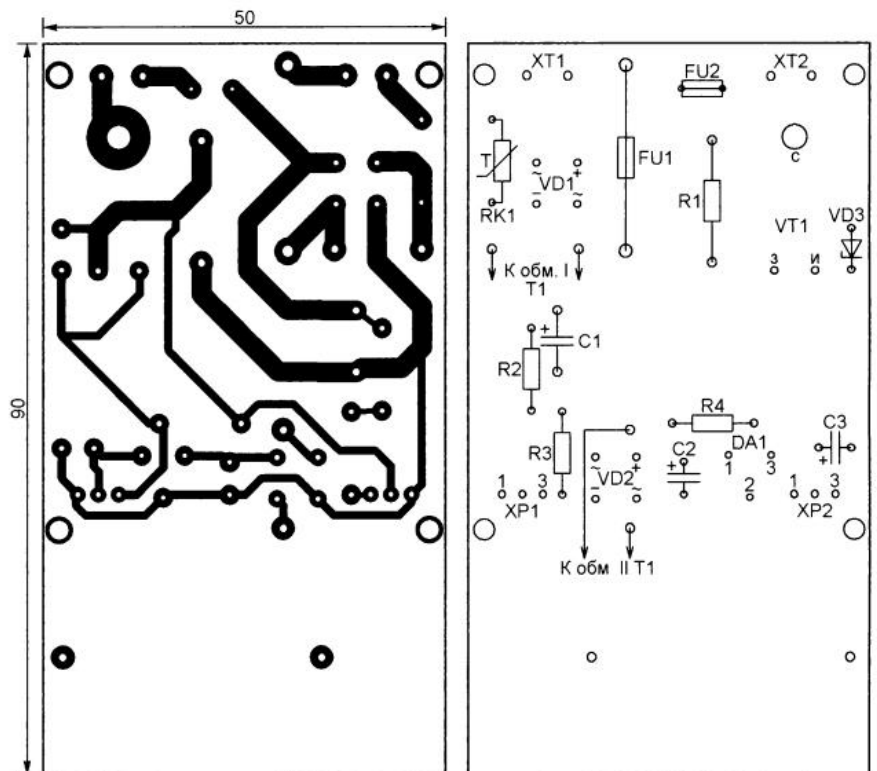 50
90
XT1
FU2
XT2
T
VD1
~ +
– ~
FU1
c
RK1
R1
VT1
VD3
з и
К обм. I
T1
+
C1
R2
R4
C3
R3
C2
DA1
+
1 3
2
~ +
VD2
– ~
+
1 3
XP1
1 3
XP2
К обм II T1